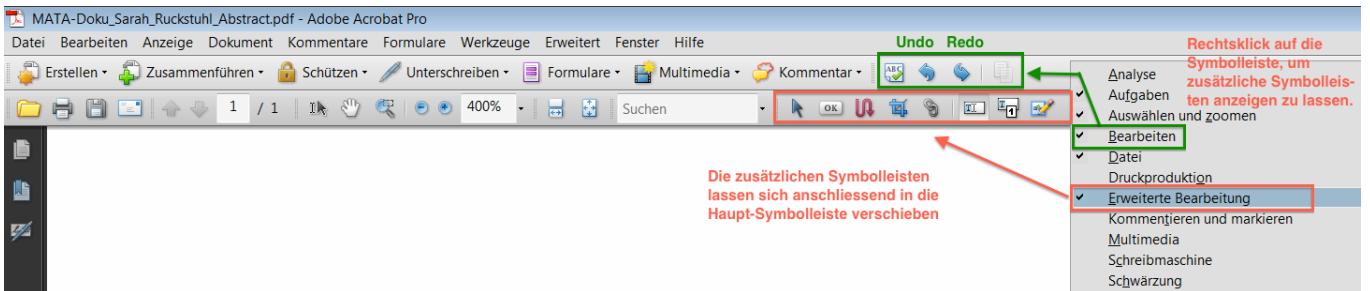 MATA-Doku_Sarah_Ruckstuhl_Abstract.pdf - Adobe Acrobat Pro
Datei Bearbeiten Anzeige Dokument Kommentare Formulare Werkzeuge Erweitert Fenster Hilfe
Undo Redo
Erstellen Zusammenführen Schützen Unterschreiben Formulare Multimedia Kommentar
ABC
1 / 1
400%
Suchen
OK
Rechtsklick auf die
Symbolleiste, um
zusätzliche Symbolleis-
ten anzeigen zu lassen.
Analyse
Aufgaben
Auswählen und zoomen
Bearbeiten
Datei
Druckproduktion
Erweiterte Bearbeitung
Kommentieren und markieren
Multimedia
Schreibmaschine
Schwärzung
Die zusätzlichen Symbolleisten
lassen sich anschliessend in die
Haupt-Symbolleiste verschieben